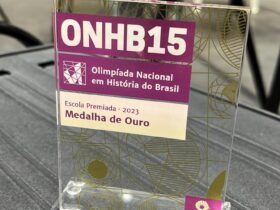 ONHB15
Olimpíada Nacional
em História do Brasil
Escola Premiada - 2023
Medalha de Ouro